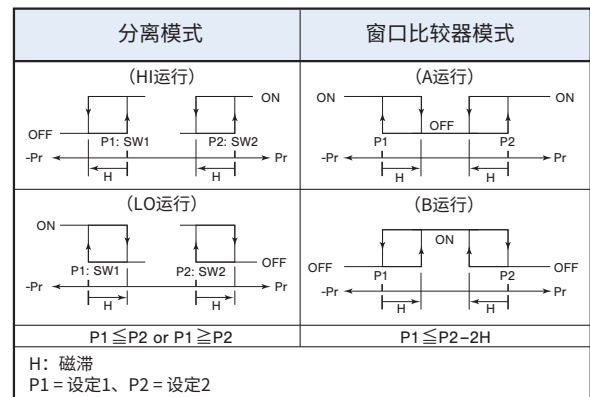 分离模式
窗口比较器模式
（HI运行）
ON
OFF
P1: SW1
P2: SW2
-Pr
Pr
H
H
（A运行）
ON
ON
OFF
P1
P2
-Pr
Pr
H
H
（LO运行）
ON
OFF
P1: SW1
P2: SW2
-Pr
Pr
H
H
（B运行）
ON
OFF
OFF
P1
P2
-Pr
Pr
H
H
P1≦P2 or P1≧P2
P1≦P2−2H
H：磁滞
P1 = 设定1、P2 = 设定2